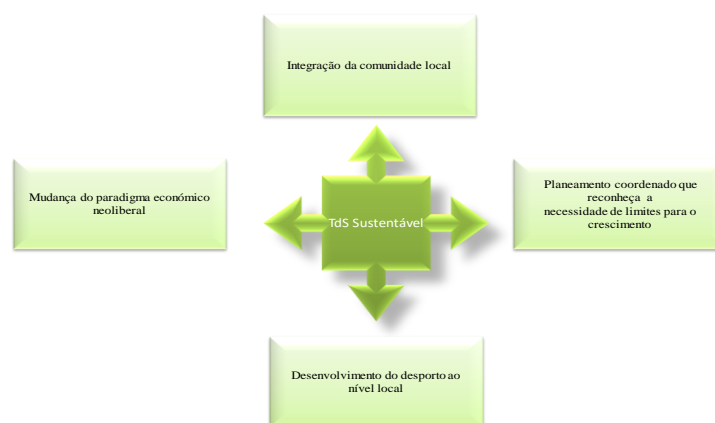 Integração da comunidade local
Mudança do paradigma económico
neoliberal
TdS Sustentável
Planeamento coordenado que
reconheça a
necessidade de limites para o
crescimento
Desenvolvimento do desporto ao
nível local